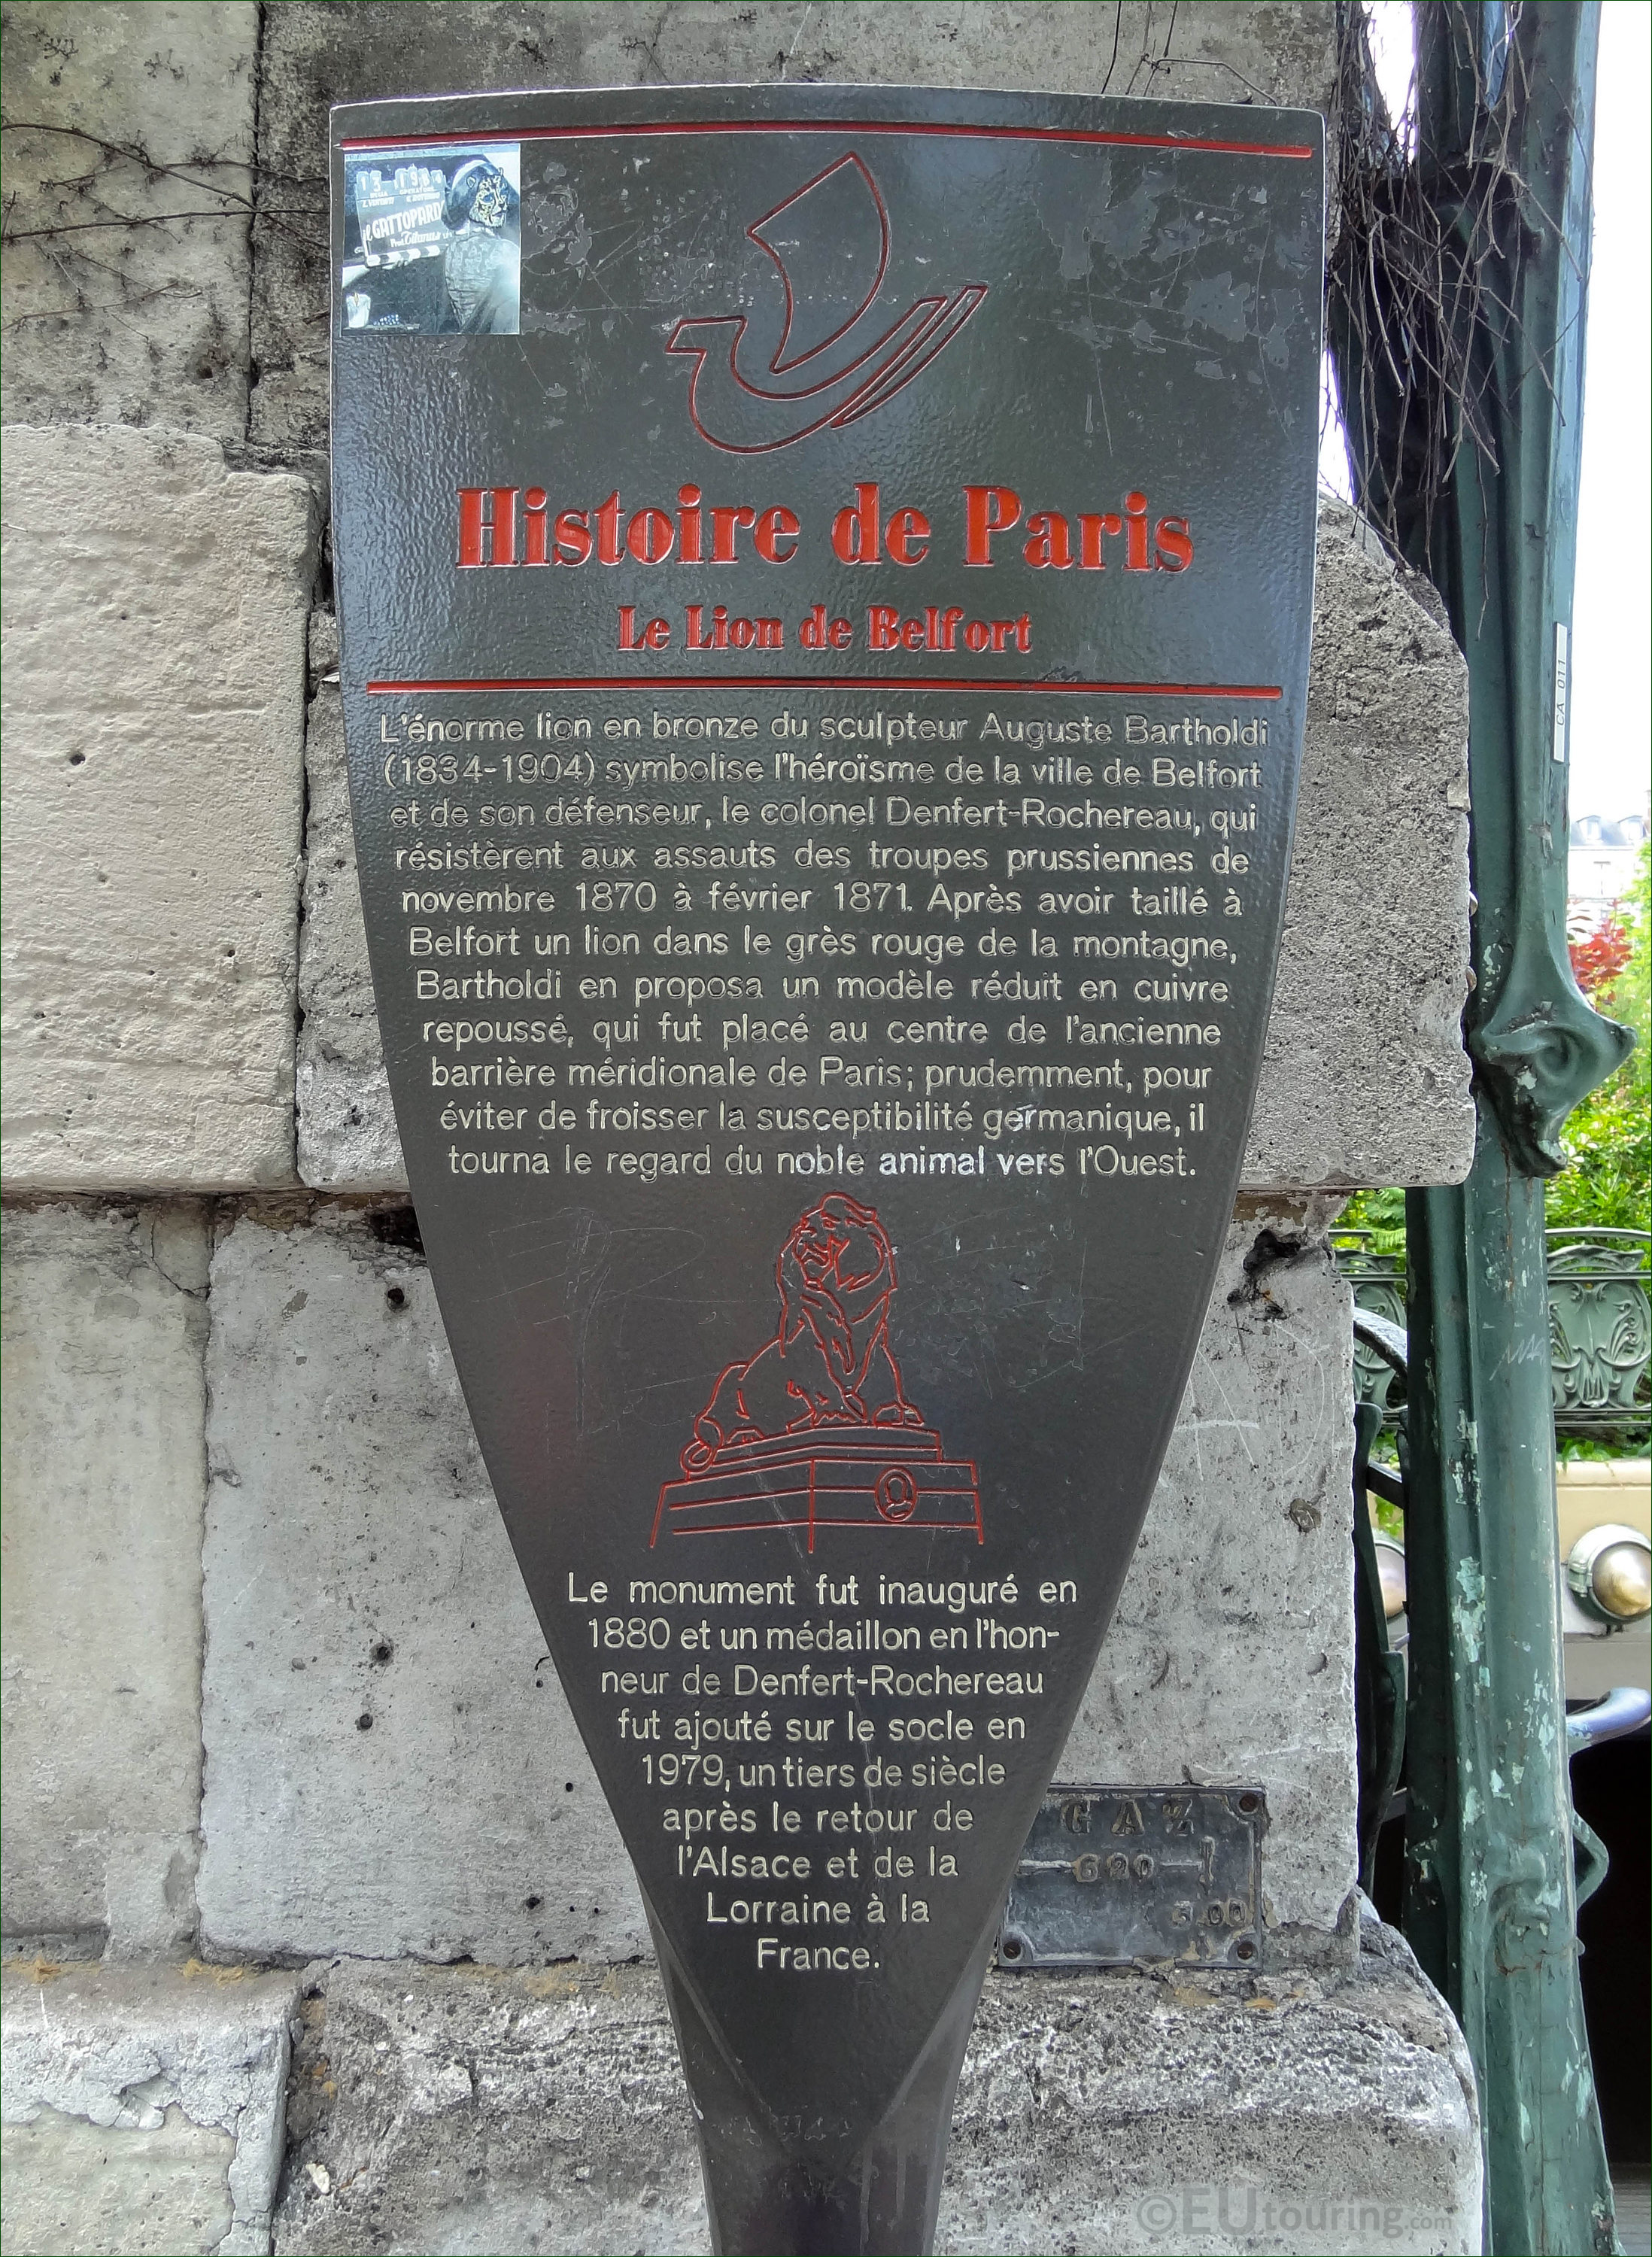 il GATTOPARD
Histoire de Paris
Le Lion de Belfort
L'énorme lion en bronze du sculpteur Auguste Bartholdi
(1834-1904) symbolise l'héroïsme de la ville de Belfort
et de son défenseur, le colonel Denfert-Rochereau, qui
résistèrent aux assauts des troupes prussiennes de
novembre 1870 à février 1871. Après avoir taillé à
Belfort un lion dans le grès rouge de la montagne,
Bartholdi en proposa un modèle réduit en cuivre
repoussé, qui fut placé au centre de l'ancienne
barrière méridionale de Paris; prudemment, pour
éviter de froisser la susceptibilité germanique, il
tourna le regard du noble animal vers l'Ouest.
Le monument fut inauguré en
1880 et un médaillon en l'hon-
neur de Denfert-Rochereau
fut ajouté sur le socle en
1979, un tiers de siècle
après le retour de
l'Alsace et de la
Lorraine à la
France.
CA 011
GAZ
620
©EUtouring.com